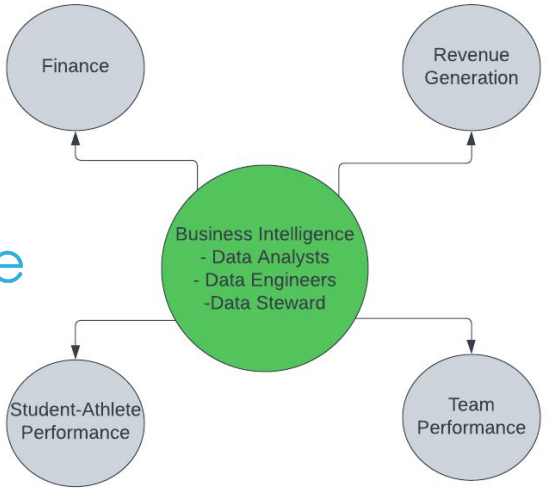 Finance
Revenue
Generation
Business Intelligence
- Data Analysts
- Data Engineers
-Data Steward
e
Student-Athlete
Performance
Team
Performance